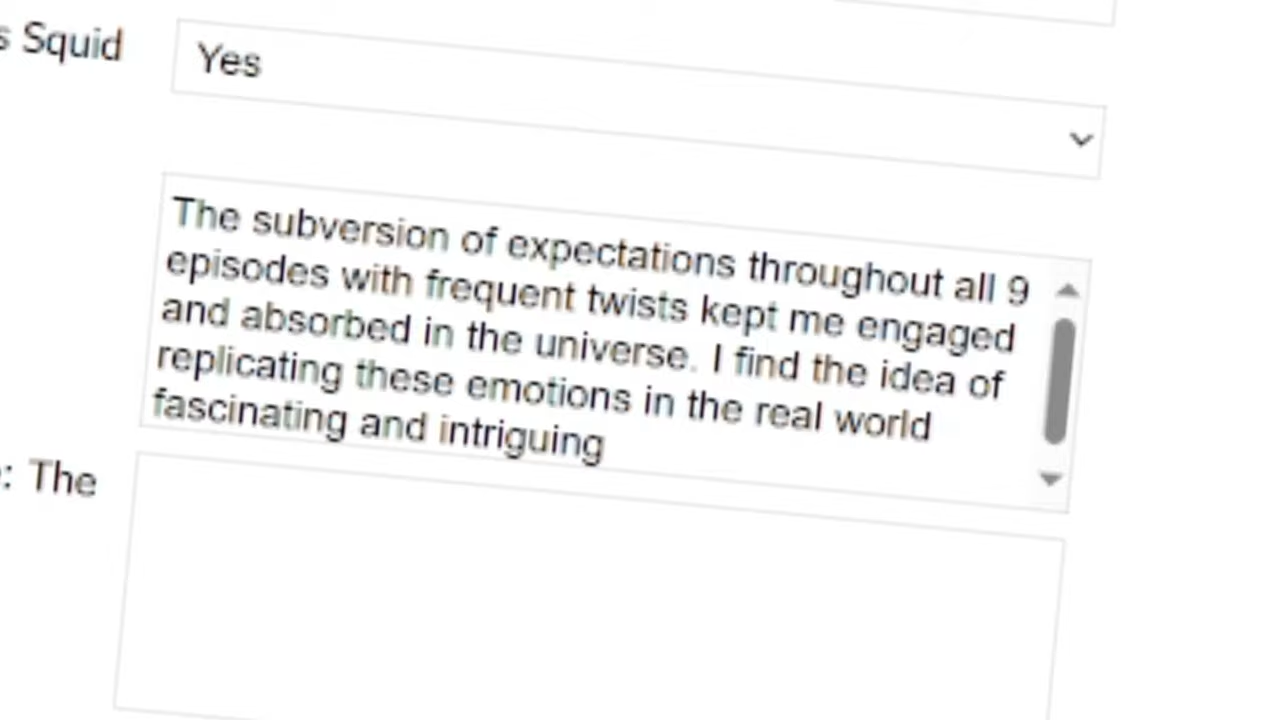 s Squid
Yes
The subversion of expectations throughout all 9
episodes with frequent twists kept me engaged
and absorbed in the universe. I find the idea of
replicating these emotions in the real world
fascinating and intriguing
: The